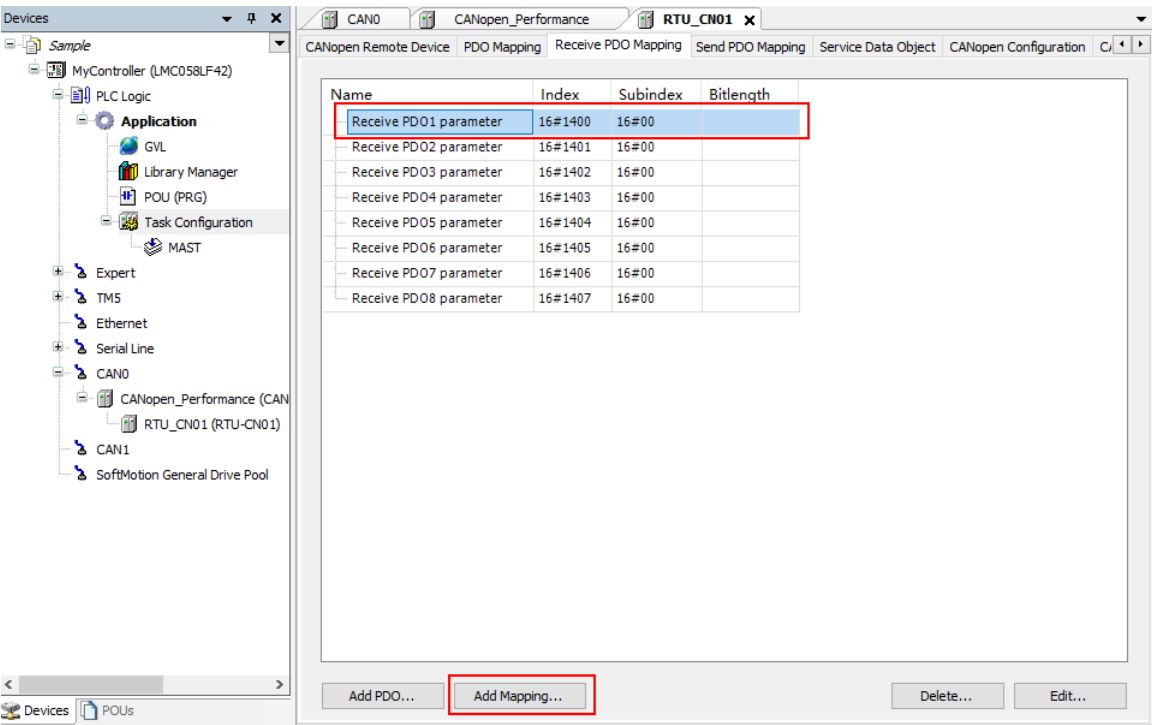 Devices
Sample
MyController (LMC058LF42)
PLC Logic
Application
GVL
Library Manager
POU (PRG)
Task Configuration
MAST
Expert
TM5
Ethernet
Serial Line
CAN0
CANopen_Performance (CAN
RTU_CN01 (RTU-CN01)
CAN1
SoftMotion General Drive Pool
Devices POUs
CAN0 CANopen_Performance RTU_CN01
CANopen Remote Device PDO Mapping Receive PDO Mapping Send PDO Mapping Service Data Object CANopen Configuration
Name Index Subindex Bitlength
Receive PDO1 parameter 16#1400 16#00
Receive PDO2 parameter 16#1401 16#00
Receive PDO3 parameter 16#1402 16#00
Receive PDO4 parameter 16#1403 16#00
Receive PDO5 parameter 16#1404 16#00
Receive PDO6 parameter 16#1405 16#00
Receive PDO7 parameter 16#1406 16#00
Receive PDO8 parameter 16#1407 16#00
Add PDO... Add Mapping... Delete... Edit...